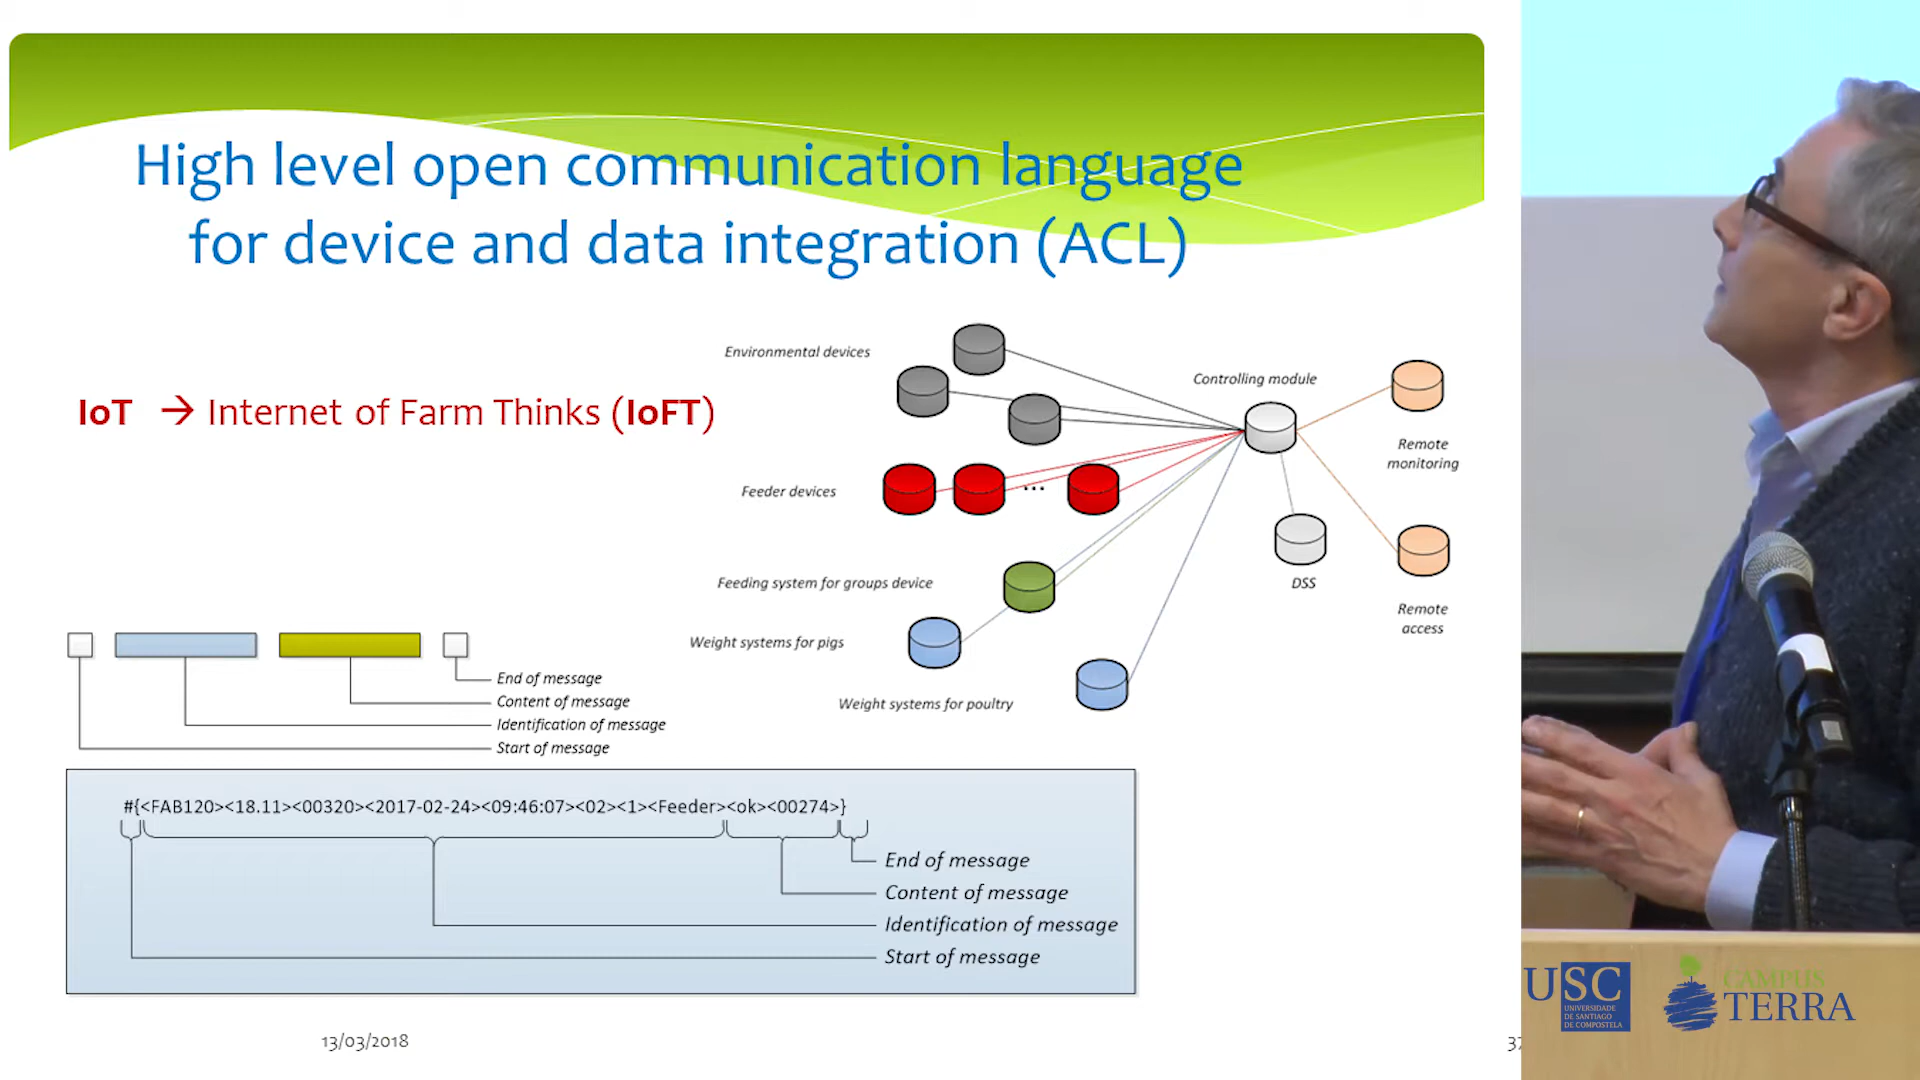 High level open communication language
for device and data integration (ACL)
IoT → Internet of Farm Thinks (IoFT)
Environmental devices
Controlling module
Remote
monitoring
Feeder devices
Feeding system for groups device
DSS
Remote
access
Weight systems for pigs
Weight systems for poultry
End of message
Content of message
Identification of message
Start of message
#{<FAB120><18.11><00320><2017-02-24><09:46:07><02><1><Feeder><ok><00274>}
End of message
Content of message
Identification of message
Start of message
13/03/2018
37
USC
UNIVERSIDADE
DE SANTIAGO
DE COMPOSTELA
CAMPUS
TERRA